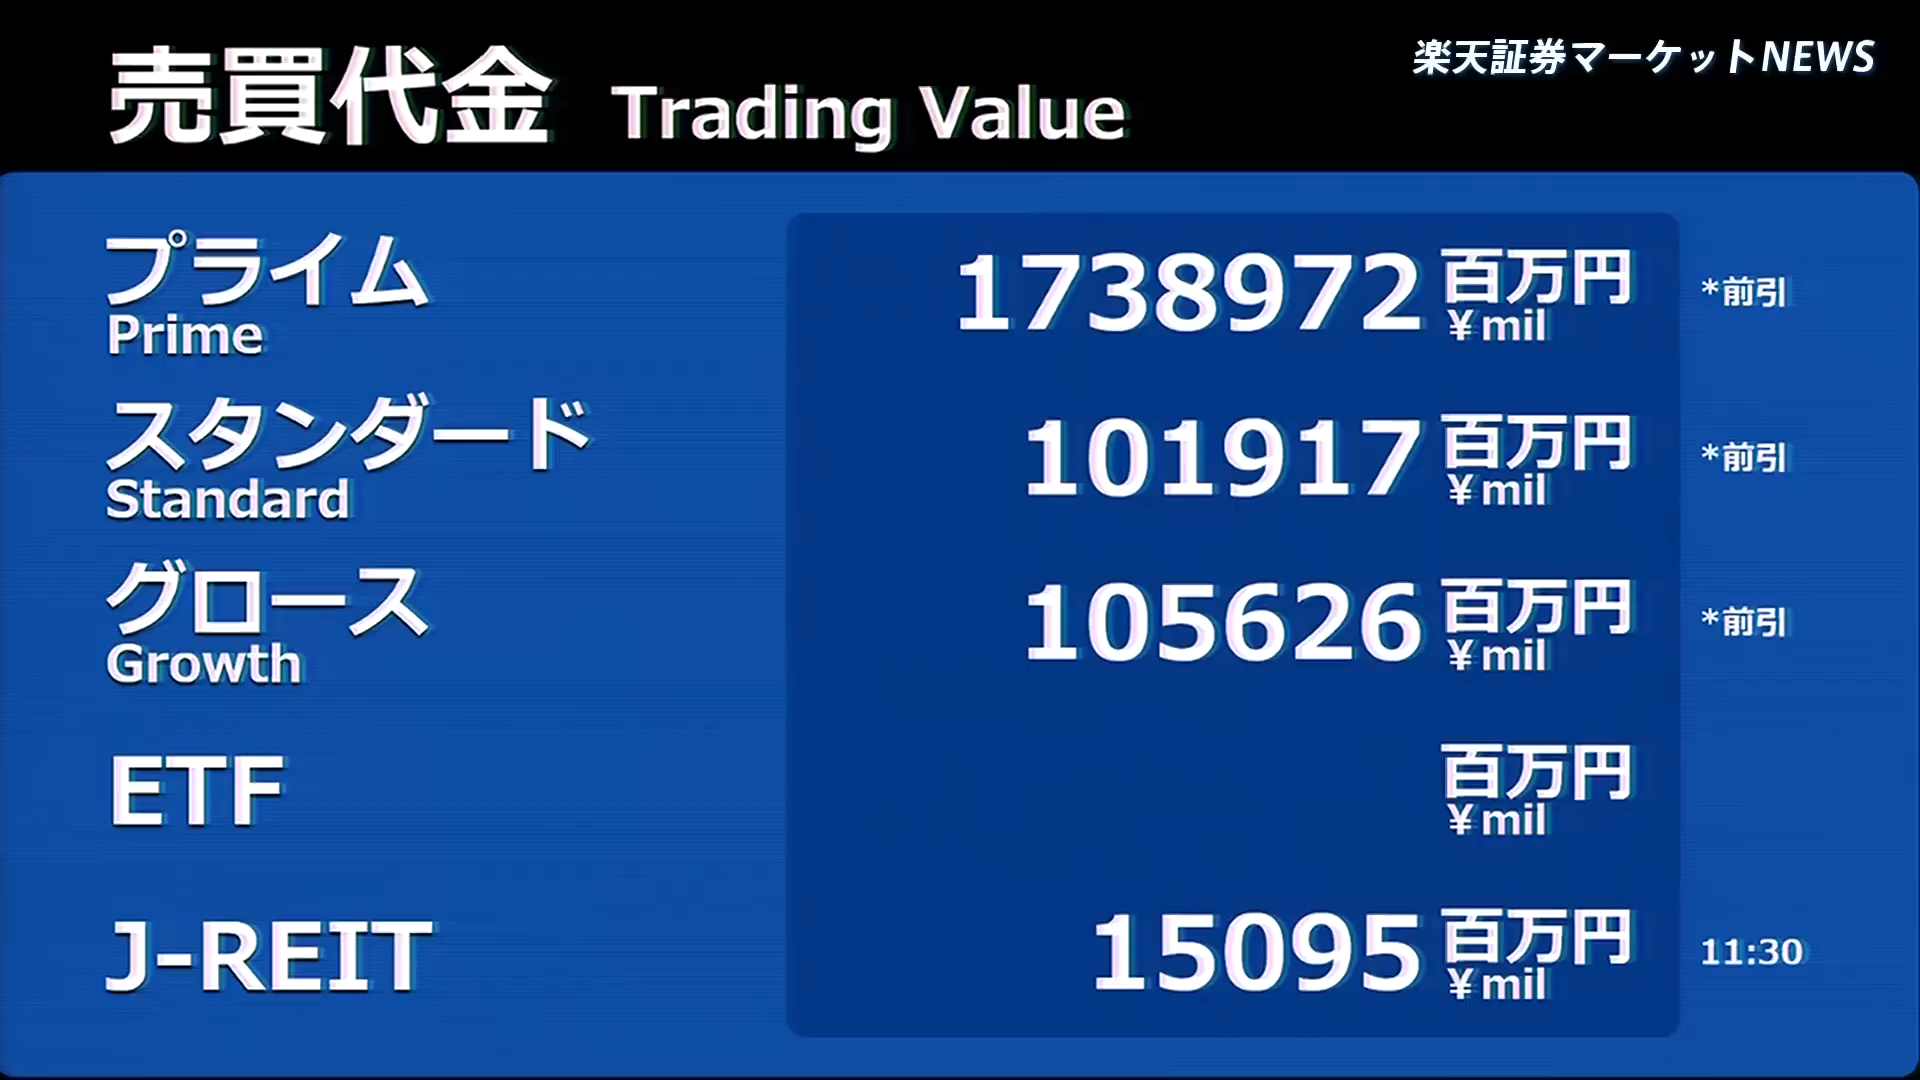 売買代金 Trading Value
楽天証券マーケットNEWS
プライム 1738972 百万円 *前引
Prime ¥mil
スタンダード 101917 百万円 *前引
Standard ¥mil
グロース 105626 百万円 *前引
Growth ¥mil
ETF 百万円
¥mil
J-REIT 15095 百万円 11:30
¥mil